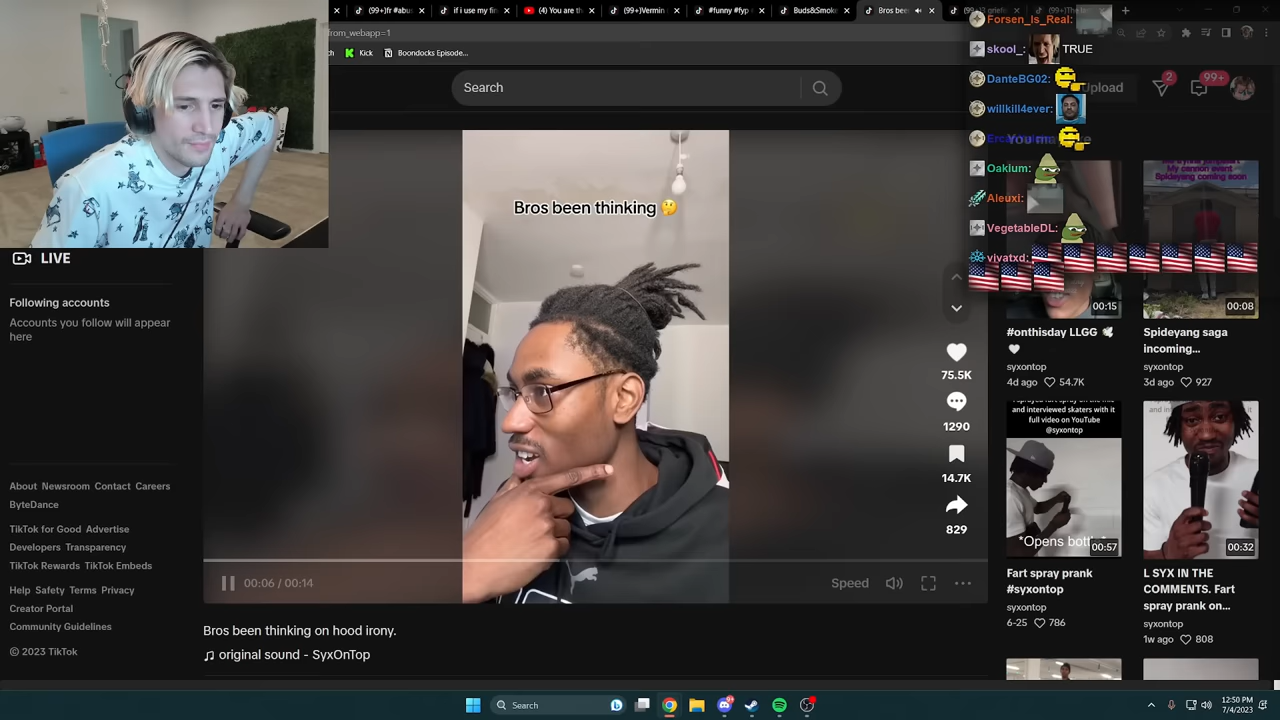 (99+)fr #abus
if i use my fin
(4) You are th
(99+)Vermin
#funny #fyp
Buds&Smoke
Bros bee
from_webapp=1
Kick
Boondocks Episode...
Search
Upload
2
99+
Forsen_Is_Real:
skool_: TRUE
DanteBG02:
willkill4ever:
Oakium:
Aleuxi:
VegetableDL:
vivatxd:
LIVE
Following accounts
Accounts you follow will appear
here
About Newsroom Contact Careers
ByteDance
TikTok for Good Advertise
Developers Transparency
TikTok Rewards TikTok Embeds
Help Safety Terms Privacy
Creator Portal
Community Guidelines
© 2023 TikTok
Bros been thinking 🤔
75.5K
1290
14.7K
829
00:06 / 00:14
Speed
Bros been thinking on hood irony.
original sound - SyxOnTop
00:15
#onthisday LLGG 🕊
🤍
syxontop
4d ago 54.7K
My cannon event
Spideyang coming soon
00:08
Spideyang saga
incoming...
syxontop
3d ago 927
and interviewed skaters with it
full video on YouTube
@syxontop
00:57
Fart spray prank
#syxontop
syxontop
6-25 786
00:32
L SYX IN THE
COMMENTS. Fart
spray prank on...
syxontop
1w ago 808
Search
12:50 PM
7/4/2023